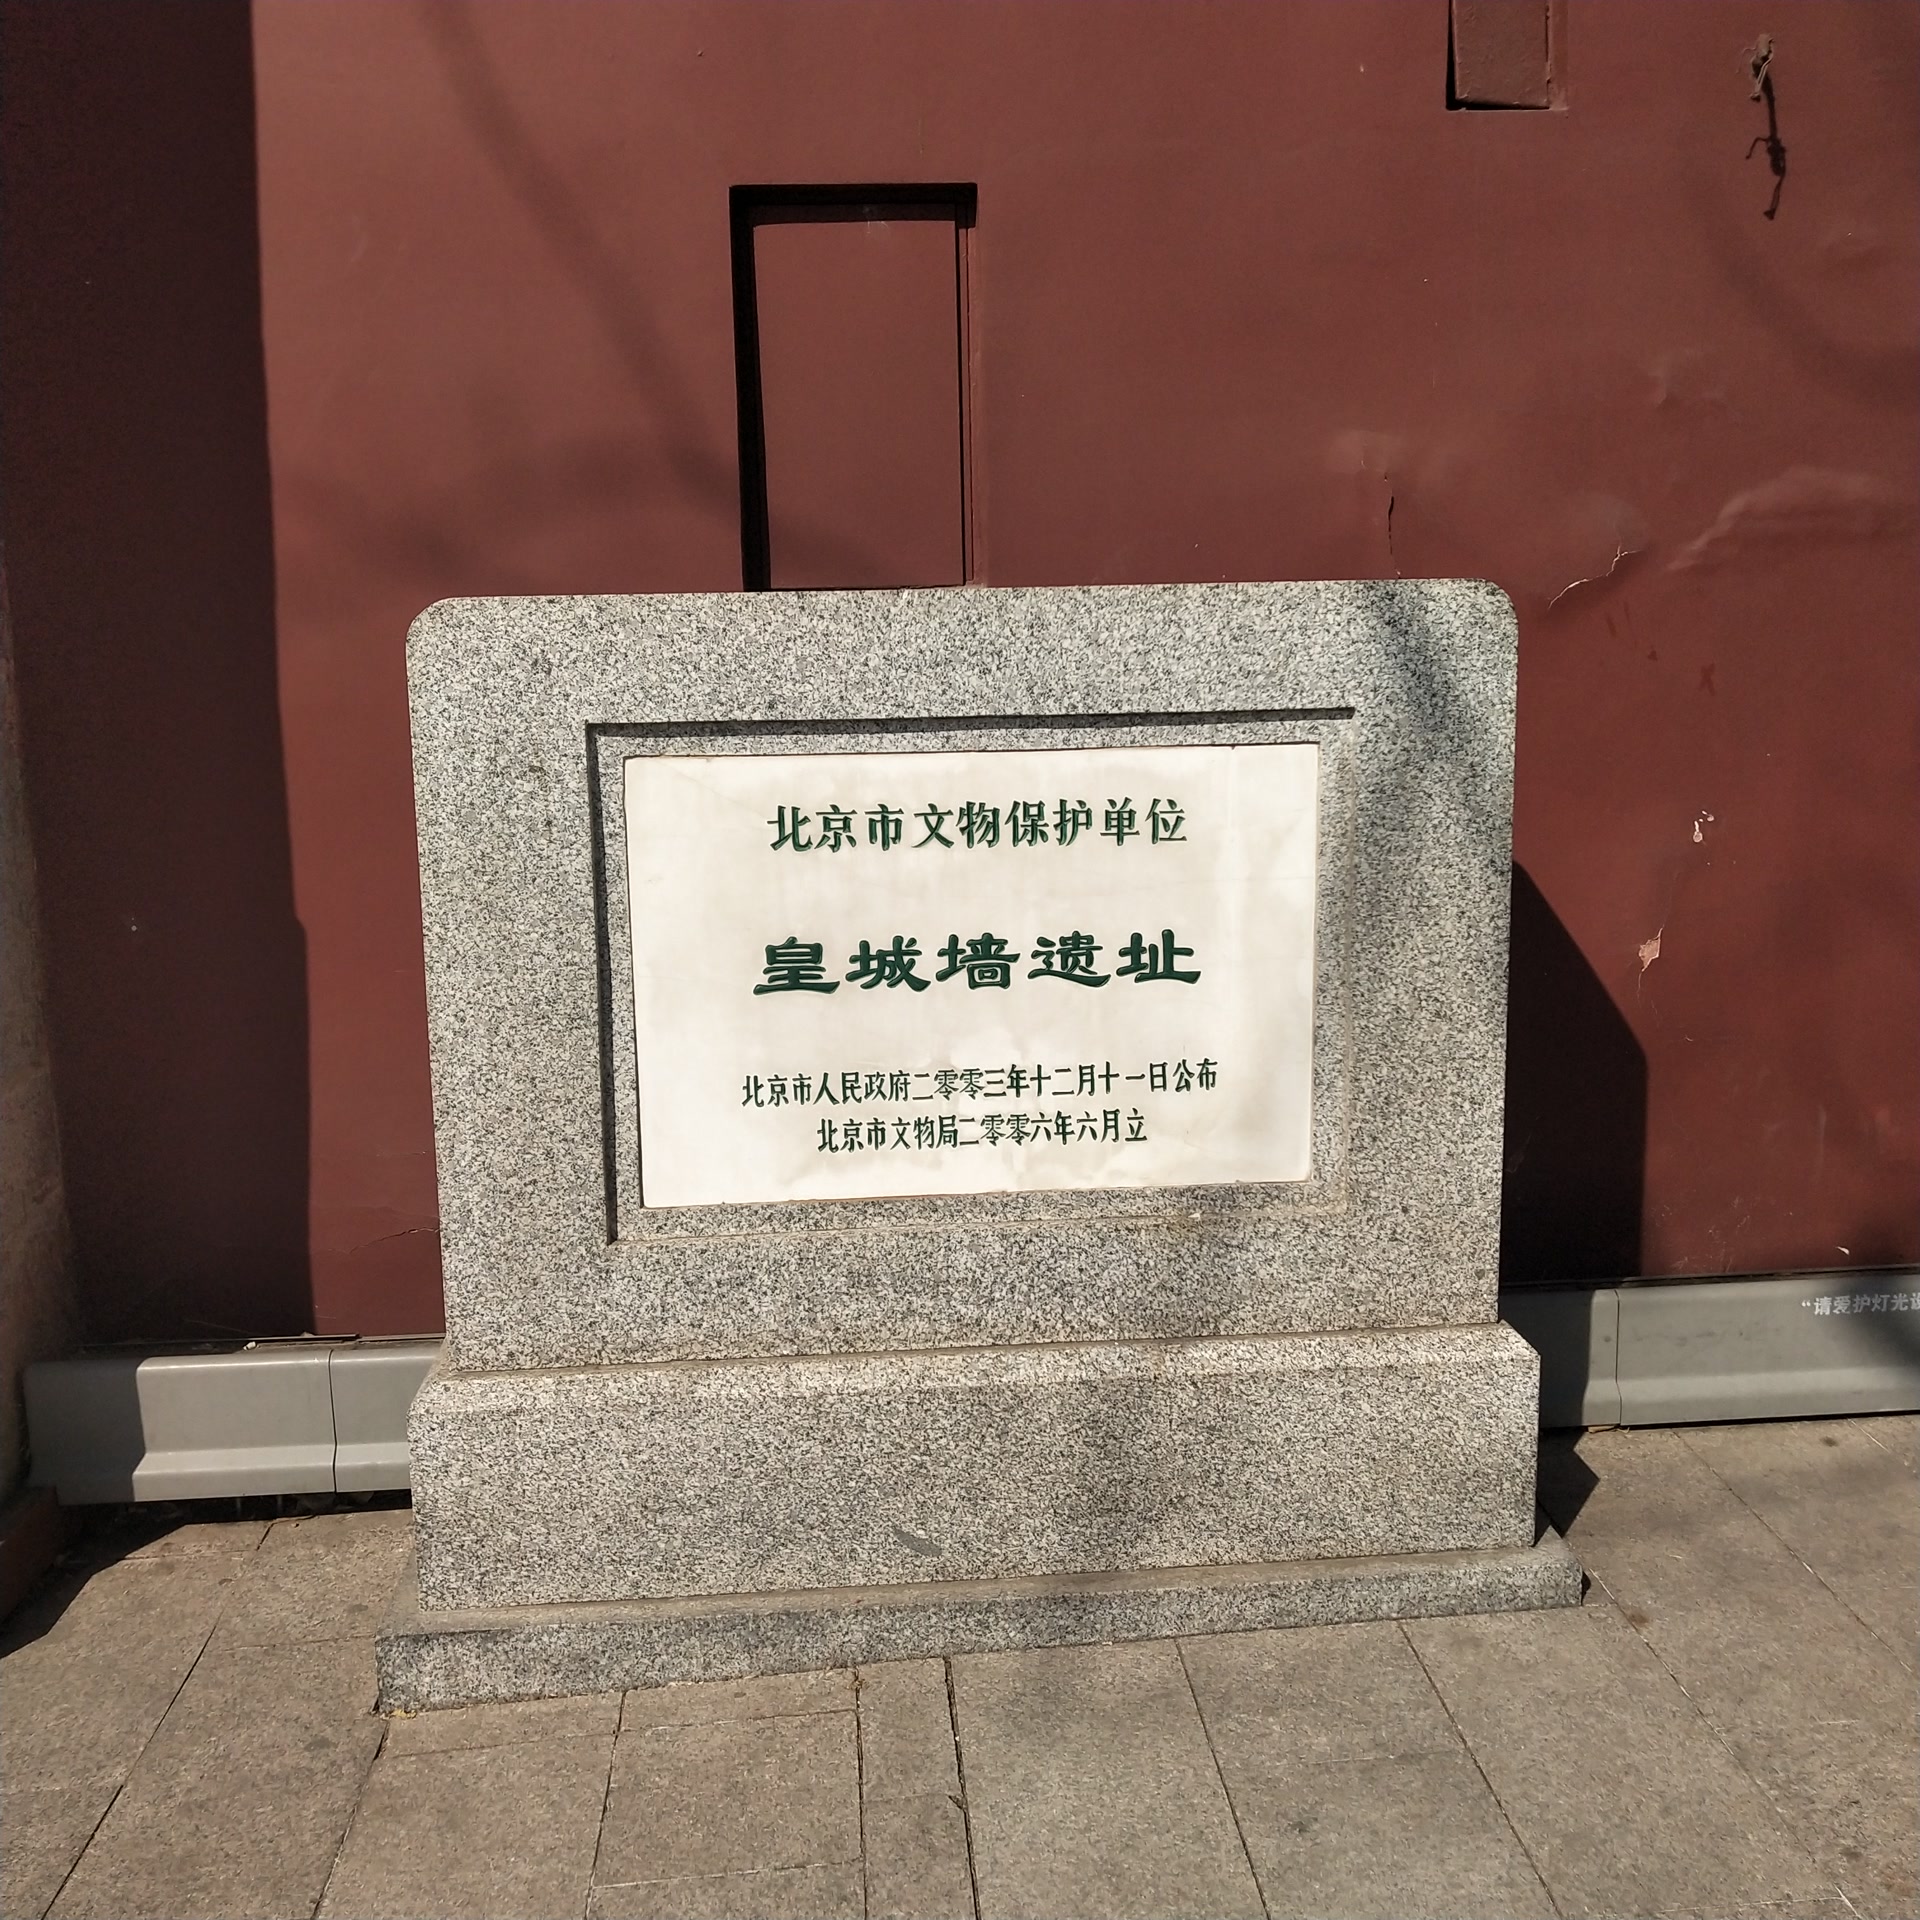 北京市文物保护单位
皇城墙遗址
北京市人民政府二零零三年十二月十一日公布
北京市文物局二零零六年六月立
“请爱护灯光